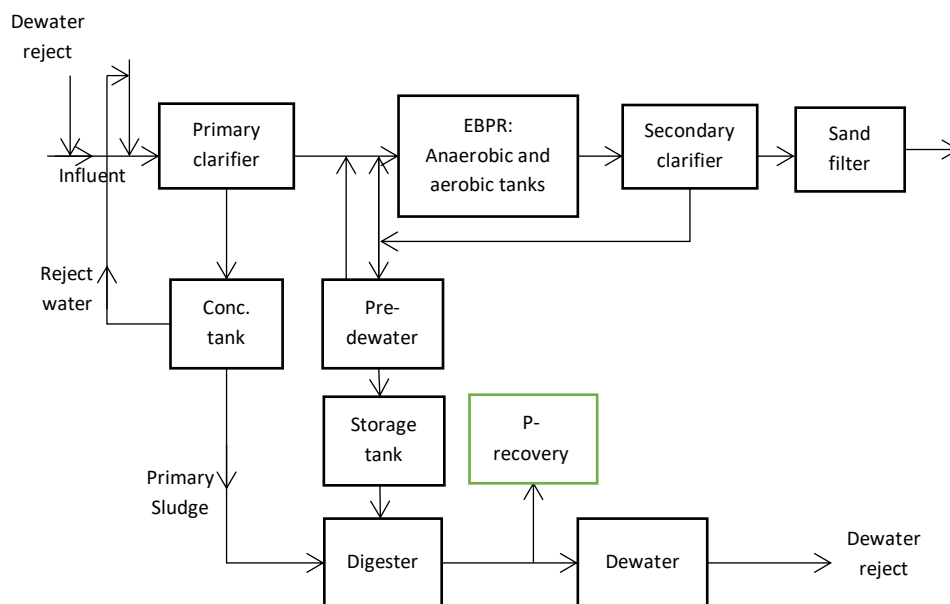 Dewater
reject
Primary
clarifier
EBPR:
Anaerobic and
aerobic tanks
Secondary
clarifier
Sand
filter
Influent
Reject
water
Conc.
tank
Pre-
dewater
Storage
tank
P-
recovery
Primary
Sludge
Digester
Dewater
Dewater
reject